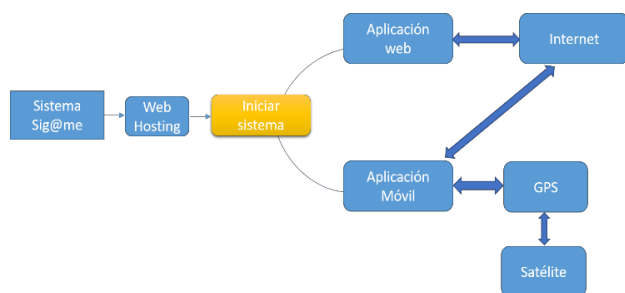 Aplicación
web
Internet
Sistema
Sig@me
Web
Hosting
Iniciar
sistema
Aplicación
Móvil
GPS
Satélite